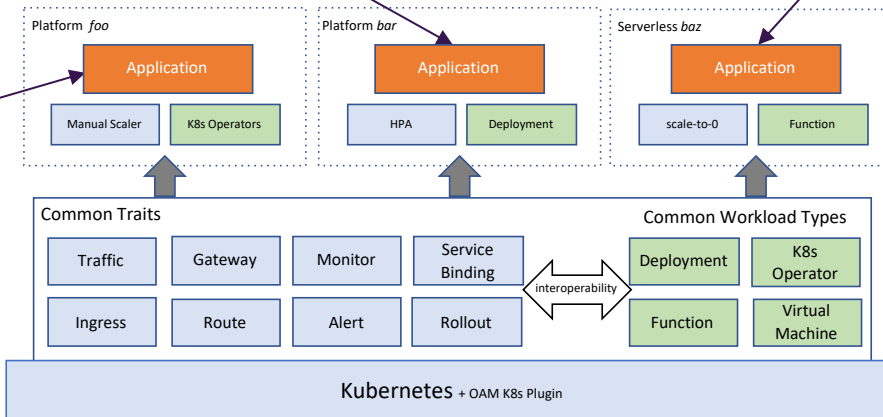 Platform foo
Application
Manual Scaler
K8s Operators
Platform bar
Application
HPA
Deployment
Serverless baz
Application
scale-to-0
Function
Common Traits
Traffic
Gateway
Monitor
Service
Binding
Ingress
Route
Alert
Rollout
interoperability
Common Workload Types
Deployment
K8s
Operator
Function
Virtual
Machine
Kubernetes + OAM K8s Plugin